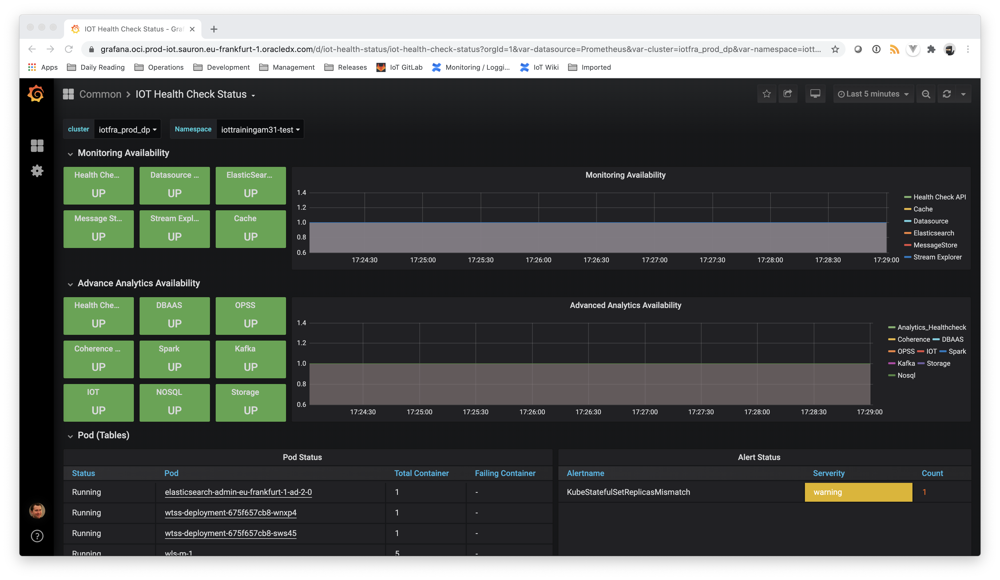 IOT Health Check Status - Graf
grafana.oci.prod-iot.sauron.eu-frankfurt-1.oracledx.com/d/iot-health-status/iot-health-check-status?orgId=1&var-datasource=Prometheus&var-cluster=iotfra_prod_dp&var-namespace=iott...
Apps Daily Reading Operations Development Management Releases IoT GitLab Monitoring / Loggi... IoT Wiki Imported
Common > IOT Health Check Status
Last 5 minutes
cluster iotfra_prod_dp Namespace iottrainingam31-test
Monitoring Availability
Health Che... Datasource ... ElasticSear...
UP UP UP
Message St... Stream Expl... Cache
UP UP UP
Monitoring Availability
1.4
1.2
1.0
0.8
0.6
17:24:30 17:25:00 17:25:30 17:26:00 17:26:30 17:27:00 17:27:30 17:28:00 17:28:30 17:29:00
Health Check API
Cache
Datasource
Elasticsearch
MessageStore
Stream Explorer
Advance Analytics Availability
Health Che... DBAAS OPSS
UP UP UP
Coherence ... Spark Kafka
UP UP UP
IOT NOSQL Storage
UP UP UP
Advanced Analytics Availability
1.4
1.2
1.0
0.8
0.6
17:24:30 17:25:00 17:25:30 17:26:00 17:26:30 17:27:00 17:27:30 17:28:00 17:28:30 17:29:00
Analytics_Healthcheck
Coherence DBAAS
OPSS IOT Spark
Kafka Storage
Nosql
Pod (Tables)
Pod Status
Status Pod Total Container Failing Container
Running elasticsearch-admin-eu-frankfurt-1-ad-2-0 1 -
Running wtss-deployment-675f657cb8-wnxp4 1 -
Running wtss-deployment-675f657cb8-sws45 1 -
Running wls-m-1 5 -
Alert Status
Alertname Serverity Count
KubeStatefulSetReplicasMismatch warning 1